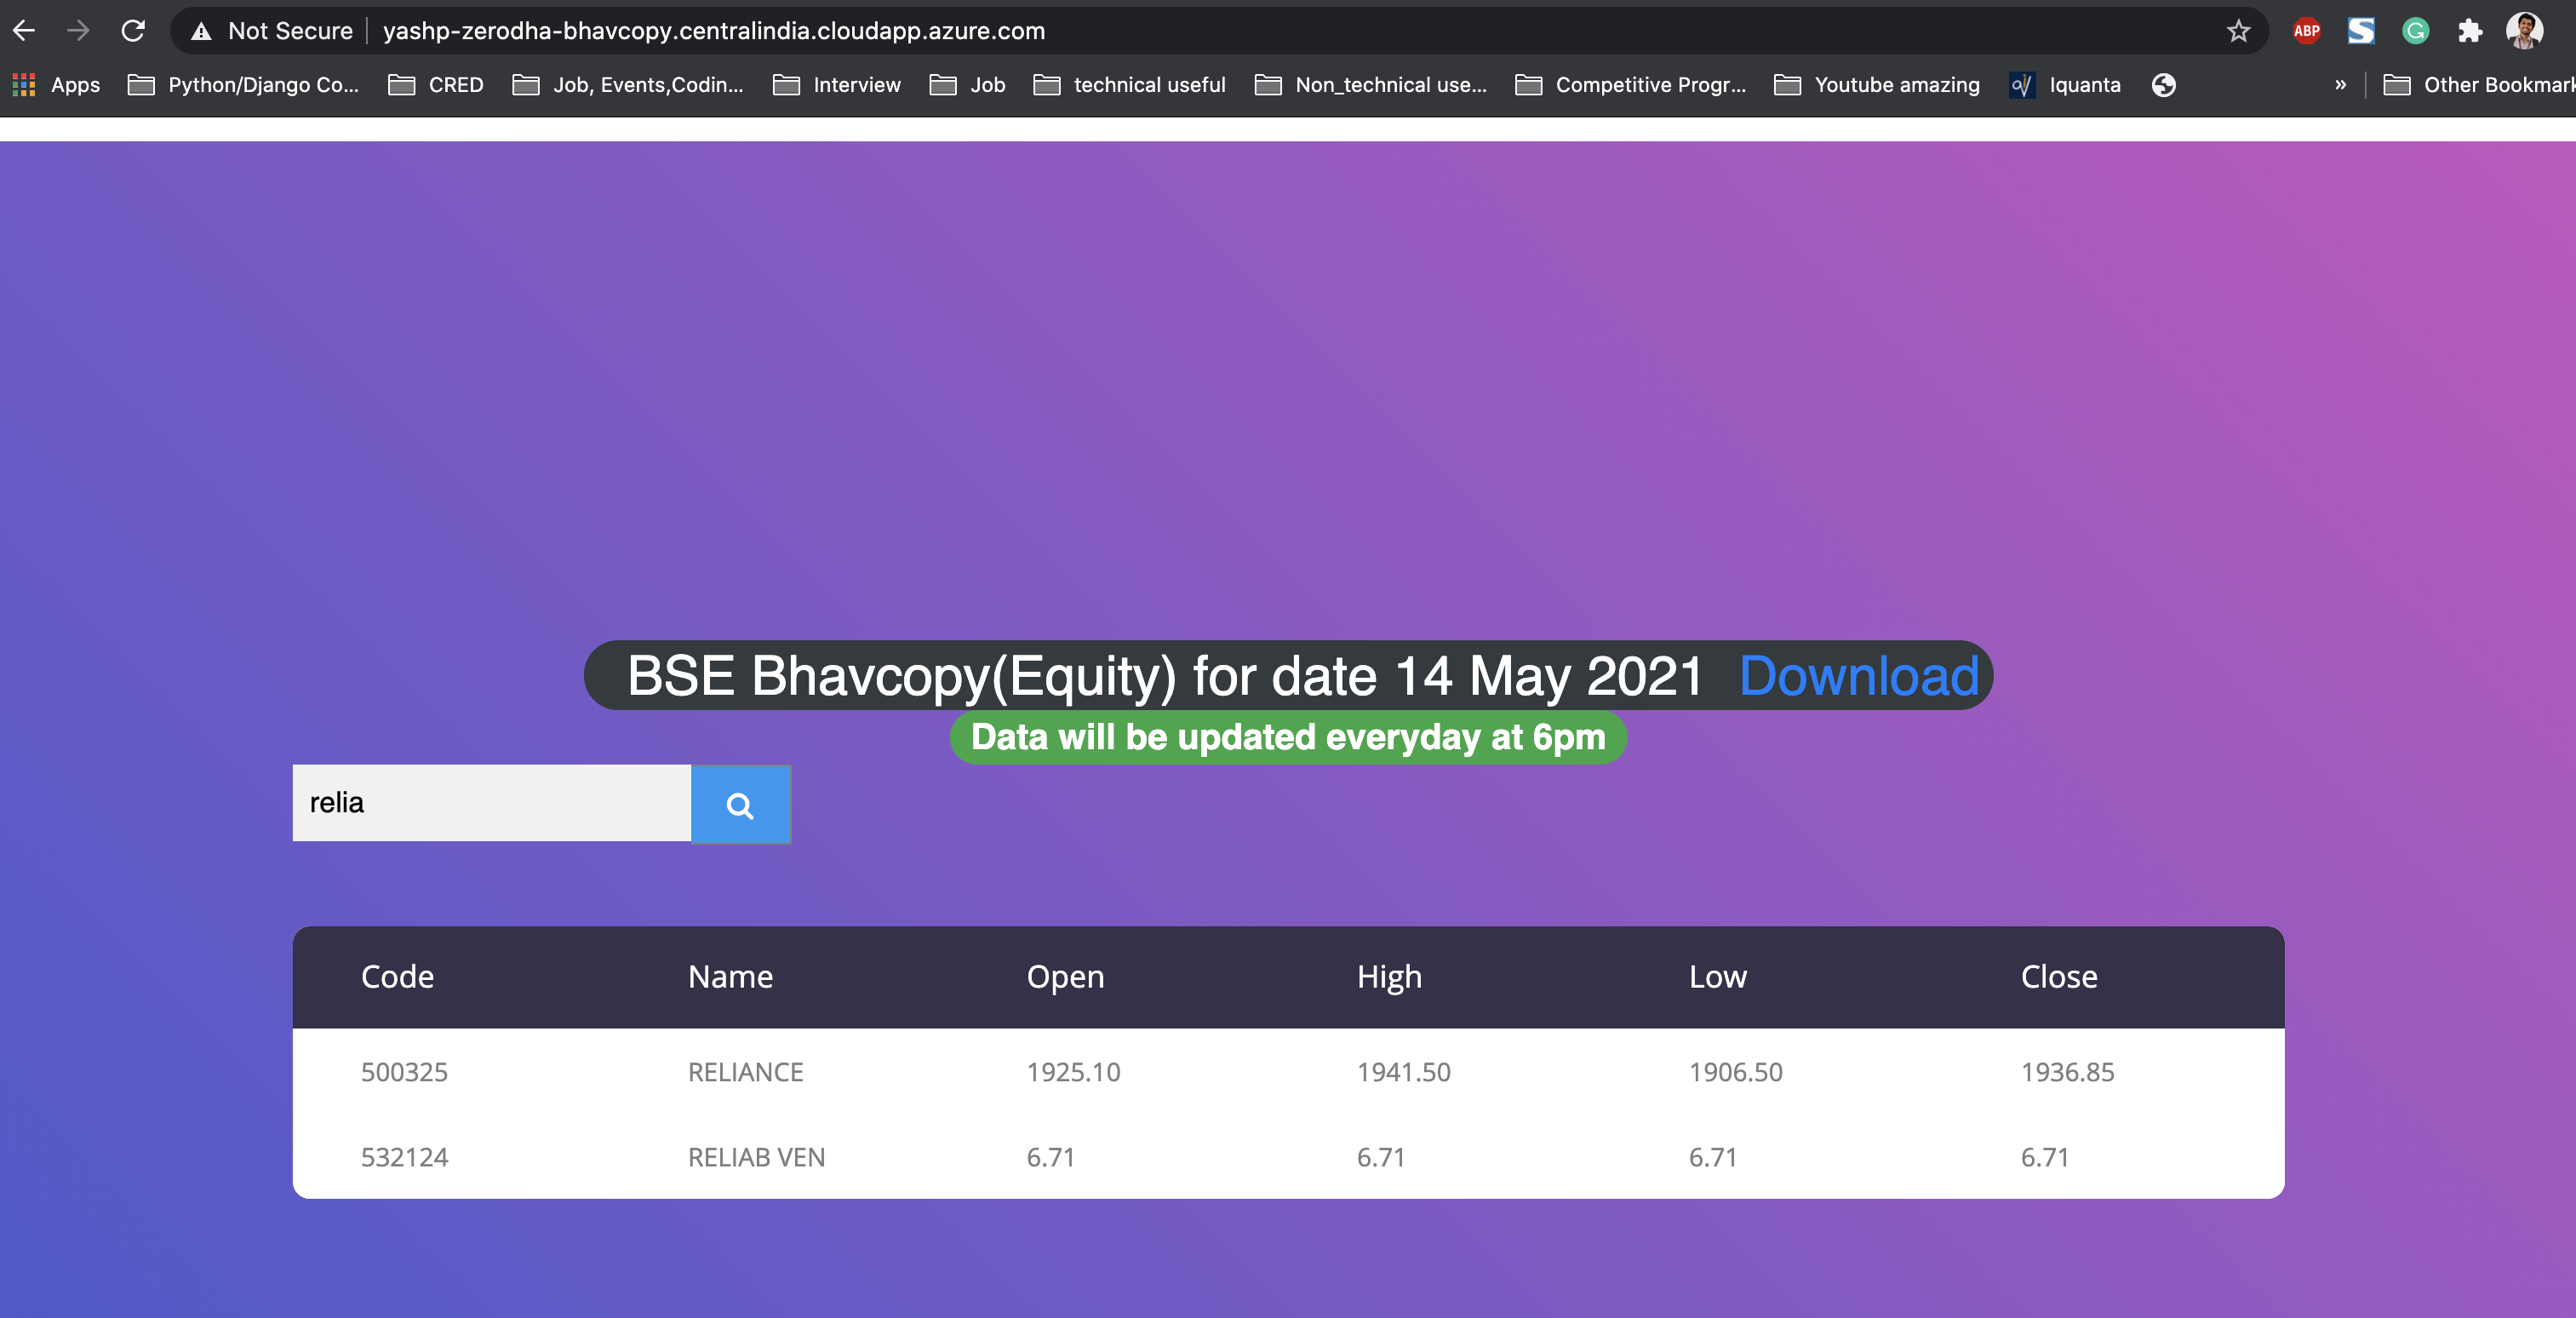 Not Secure yashp-zerodha-bhavcopy.centralindia.cloudapp.azure.com ABP S G
Apps Python/Django Co... CRED Job, Events,Codin... Interview Job technical useful Non_technical use... Competitive Progr... Youtube amazing Iquanta » Other Bookmark
BSE Bhavcopy(Equity) for date 14 May 2021 Download
Data will be updated everyday at 6pm
relia
Code Name Open High Low Close
500325 RELIANCE 1925.10 1941.50 1906.50 1936.85
532124 RELIAB VEN 6.71 6.71 6.71 6.71